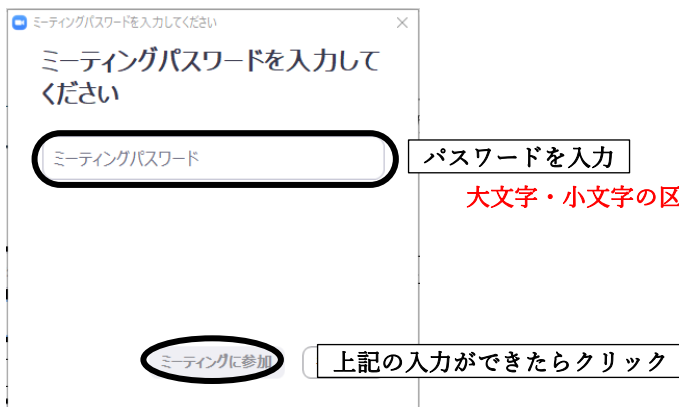 ミーティングパスワードを入力してください
ミーティングパスワードを入力して
ください
ミーティングパスワード
パスワードを入力
大文字・小文字の区
ミーティングに参加
上記の入力ができたらクリック